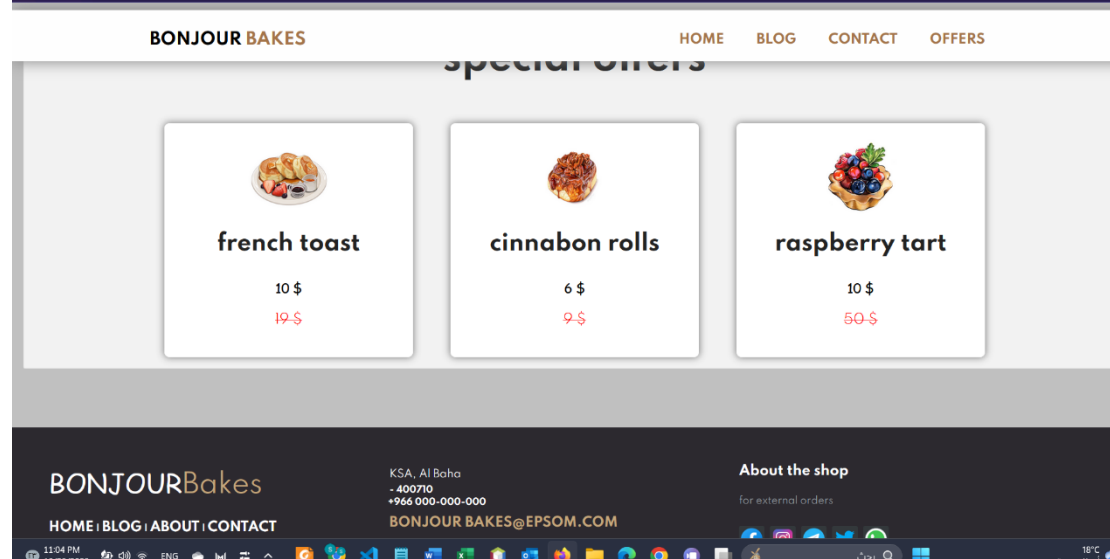 BONJOUR BAKES
HOME BLOG CONTACT OFFERS
special offers
french toast
10 $
19 $
cinnabon rolls
6 $
9 $
raspberry tart
10 $
50 $
BONJOURBakes
HOME | BLOG | ABOUT | CONTACT
KSA, Al Baha
- 400710
+966 000-000-000
BONJOUR BAKES@EPSOM.COM
About the shop
for external orders
11:04 PM
ENG
بحث
18°C